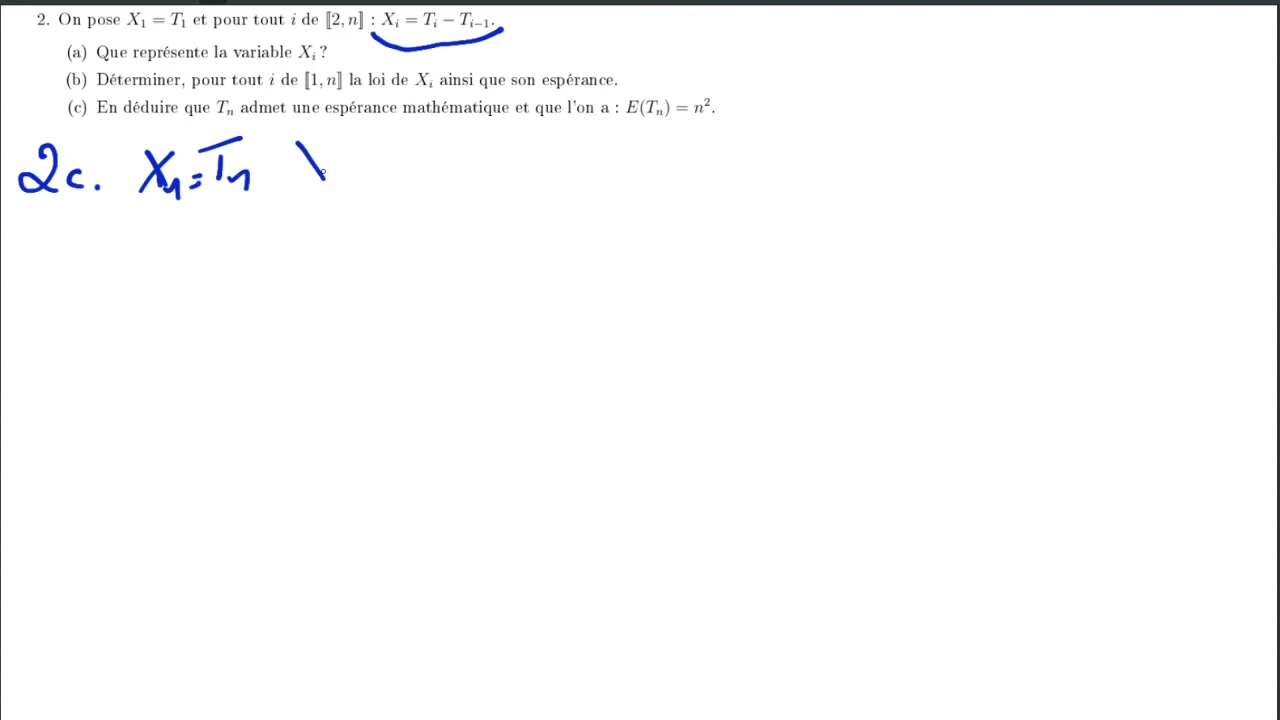 2. On pose X₁ = T₁ et pour tout i de ⟦2, n⟧ : Xᵢ = Tᵢ − Tᵢ₋₁.
(a) Que représente la variable Xᵢ ?
(b) Déterminer, pour tout i de ⟦1, n⟧ la loi de Xᵢ ainsi que son espérance.
(c) En déduire que Tₙ admet une espérance mathématique et que l'on a : E(Tₙ) = n².
2c. X₁ = T₁